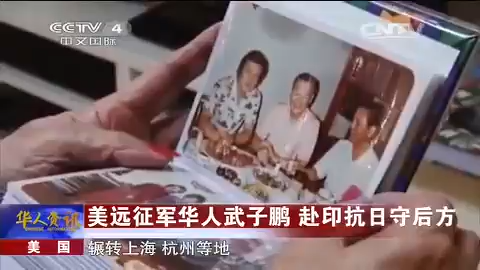 CCTV 4
中文国际
CNTV
华人资讯
美远征军华人武子鹏 赴印抗日守后方
美 国
辗转上海 杭州等地